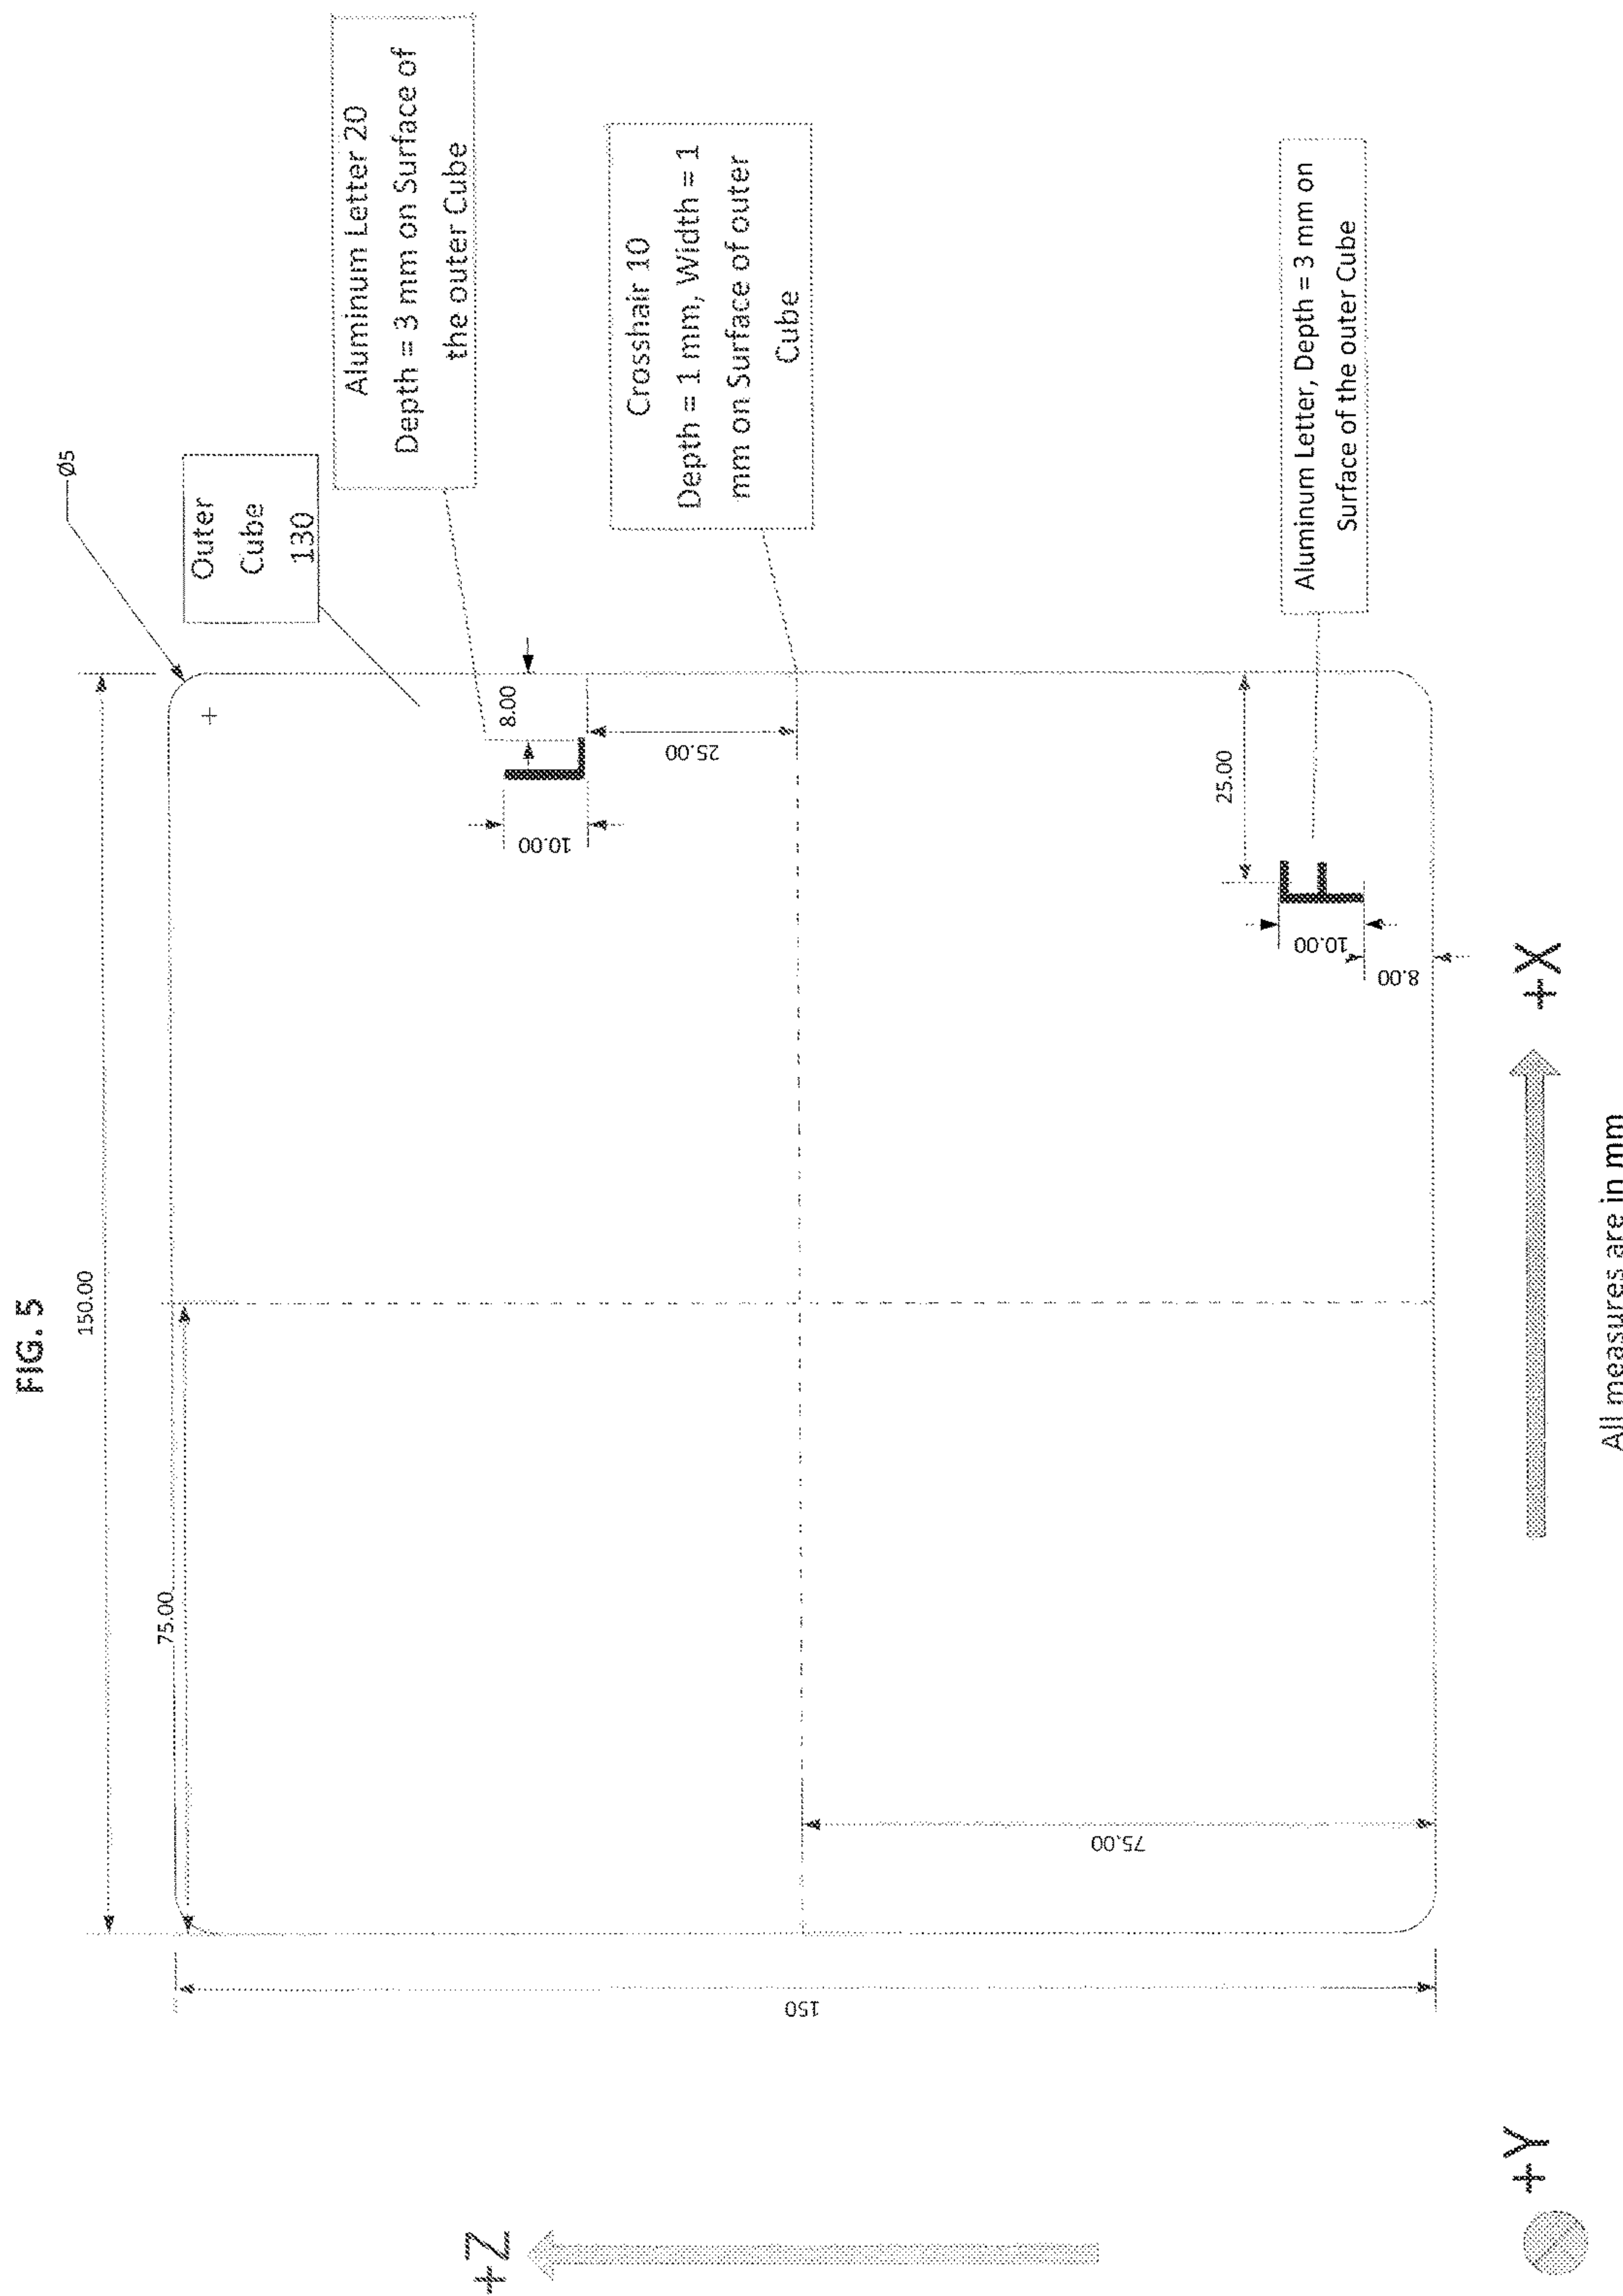 FIG. 5
150.00
Ø5
75.00
Outer
Cube
130
Aluminum Letter 20
Depth = 3 mm on Surface of
the outer Cube
8.00
10.00
25.00
Crosshair 10
Depth = 1 mm, Width = 1
mm on Surface of outer
Cube
150
75.00
25.00
Aluminum Letter, Depth = 3 mm on
Surface of the outer Cube
L
F
10.00
8.00
+Z
+Y
+X
All measures are in mm